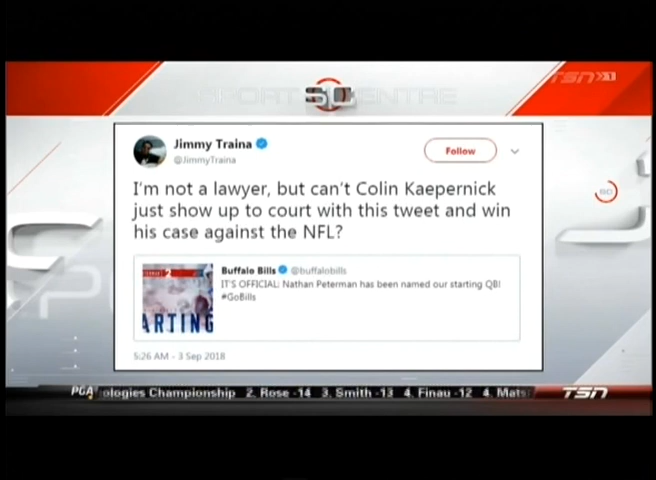 TSN 1
SPORTSCENTRE
Jimmy Traina
@JimmyTraina
Follow
I'm not a lawyer, but can't Colin Kaepernick
just show up to court with this tweet and win
his case against the NFL?
Buffalo Bills @buffalobills
IT'S OFFICIAL: Nathan Peterman has been named our starting QB!
#GoBills
ARTING
5:26 AM - 3 Sep 2018
PGA ologies Championship 2. Rose -14 3. Smith -13 4. Finau -12 4. Mats
TSN